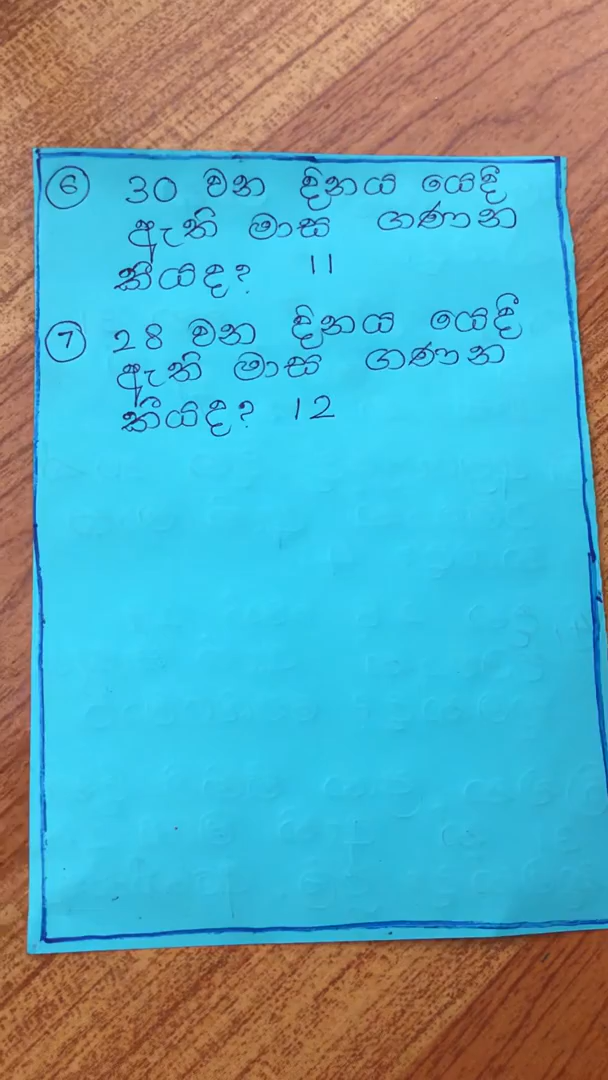 6 30 වන දිනය යෙදී
ඇති මාස ගණන
කීයද? 11
7 28 වන දිනය යෙදී
ඇති මාස ගණන
කීයද? 12